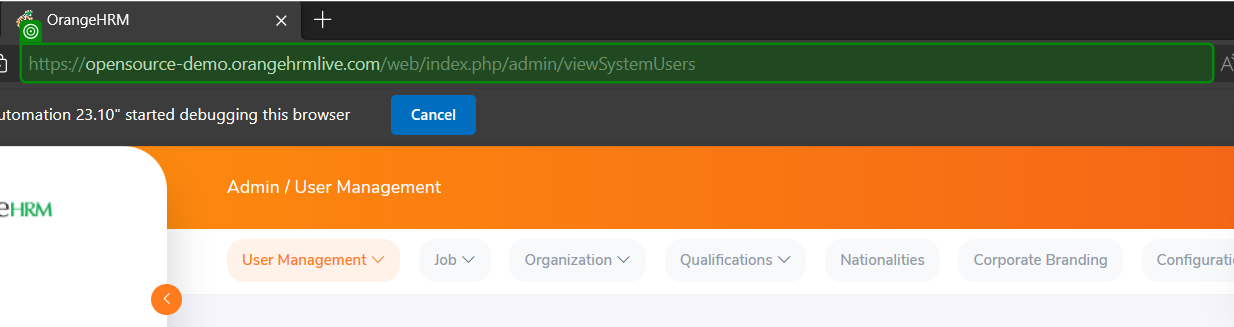 OrangeHRM
https://opensource-demo.orangehrmlive.com/web/index.php/admin/viewSystemUsers
utomation 23.10" started debugging this browser
Cancel
Admin / User Management
eHRM
User Management Job Organization Qualifications Nationalities Corporate Branding Configurati